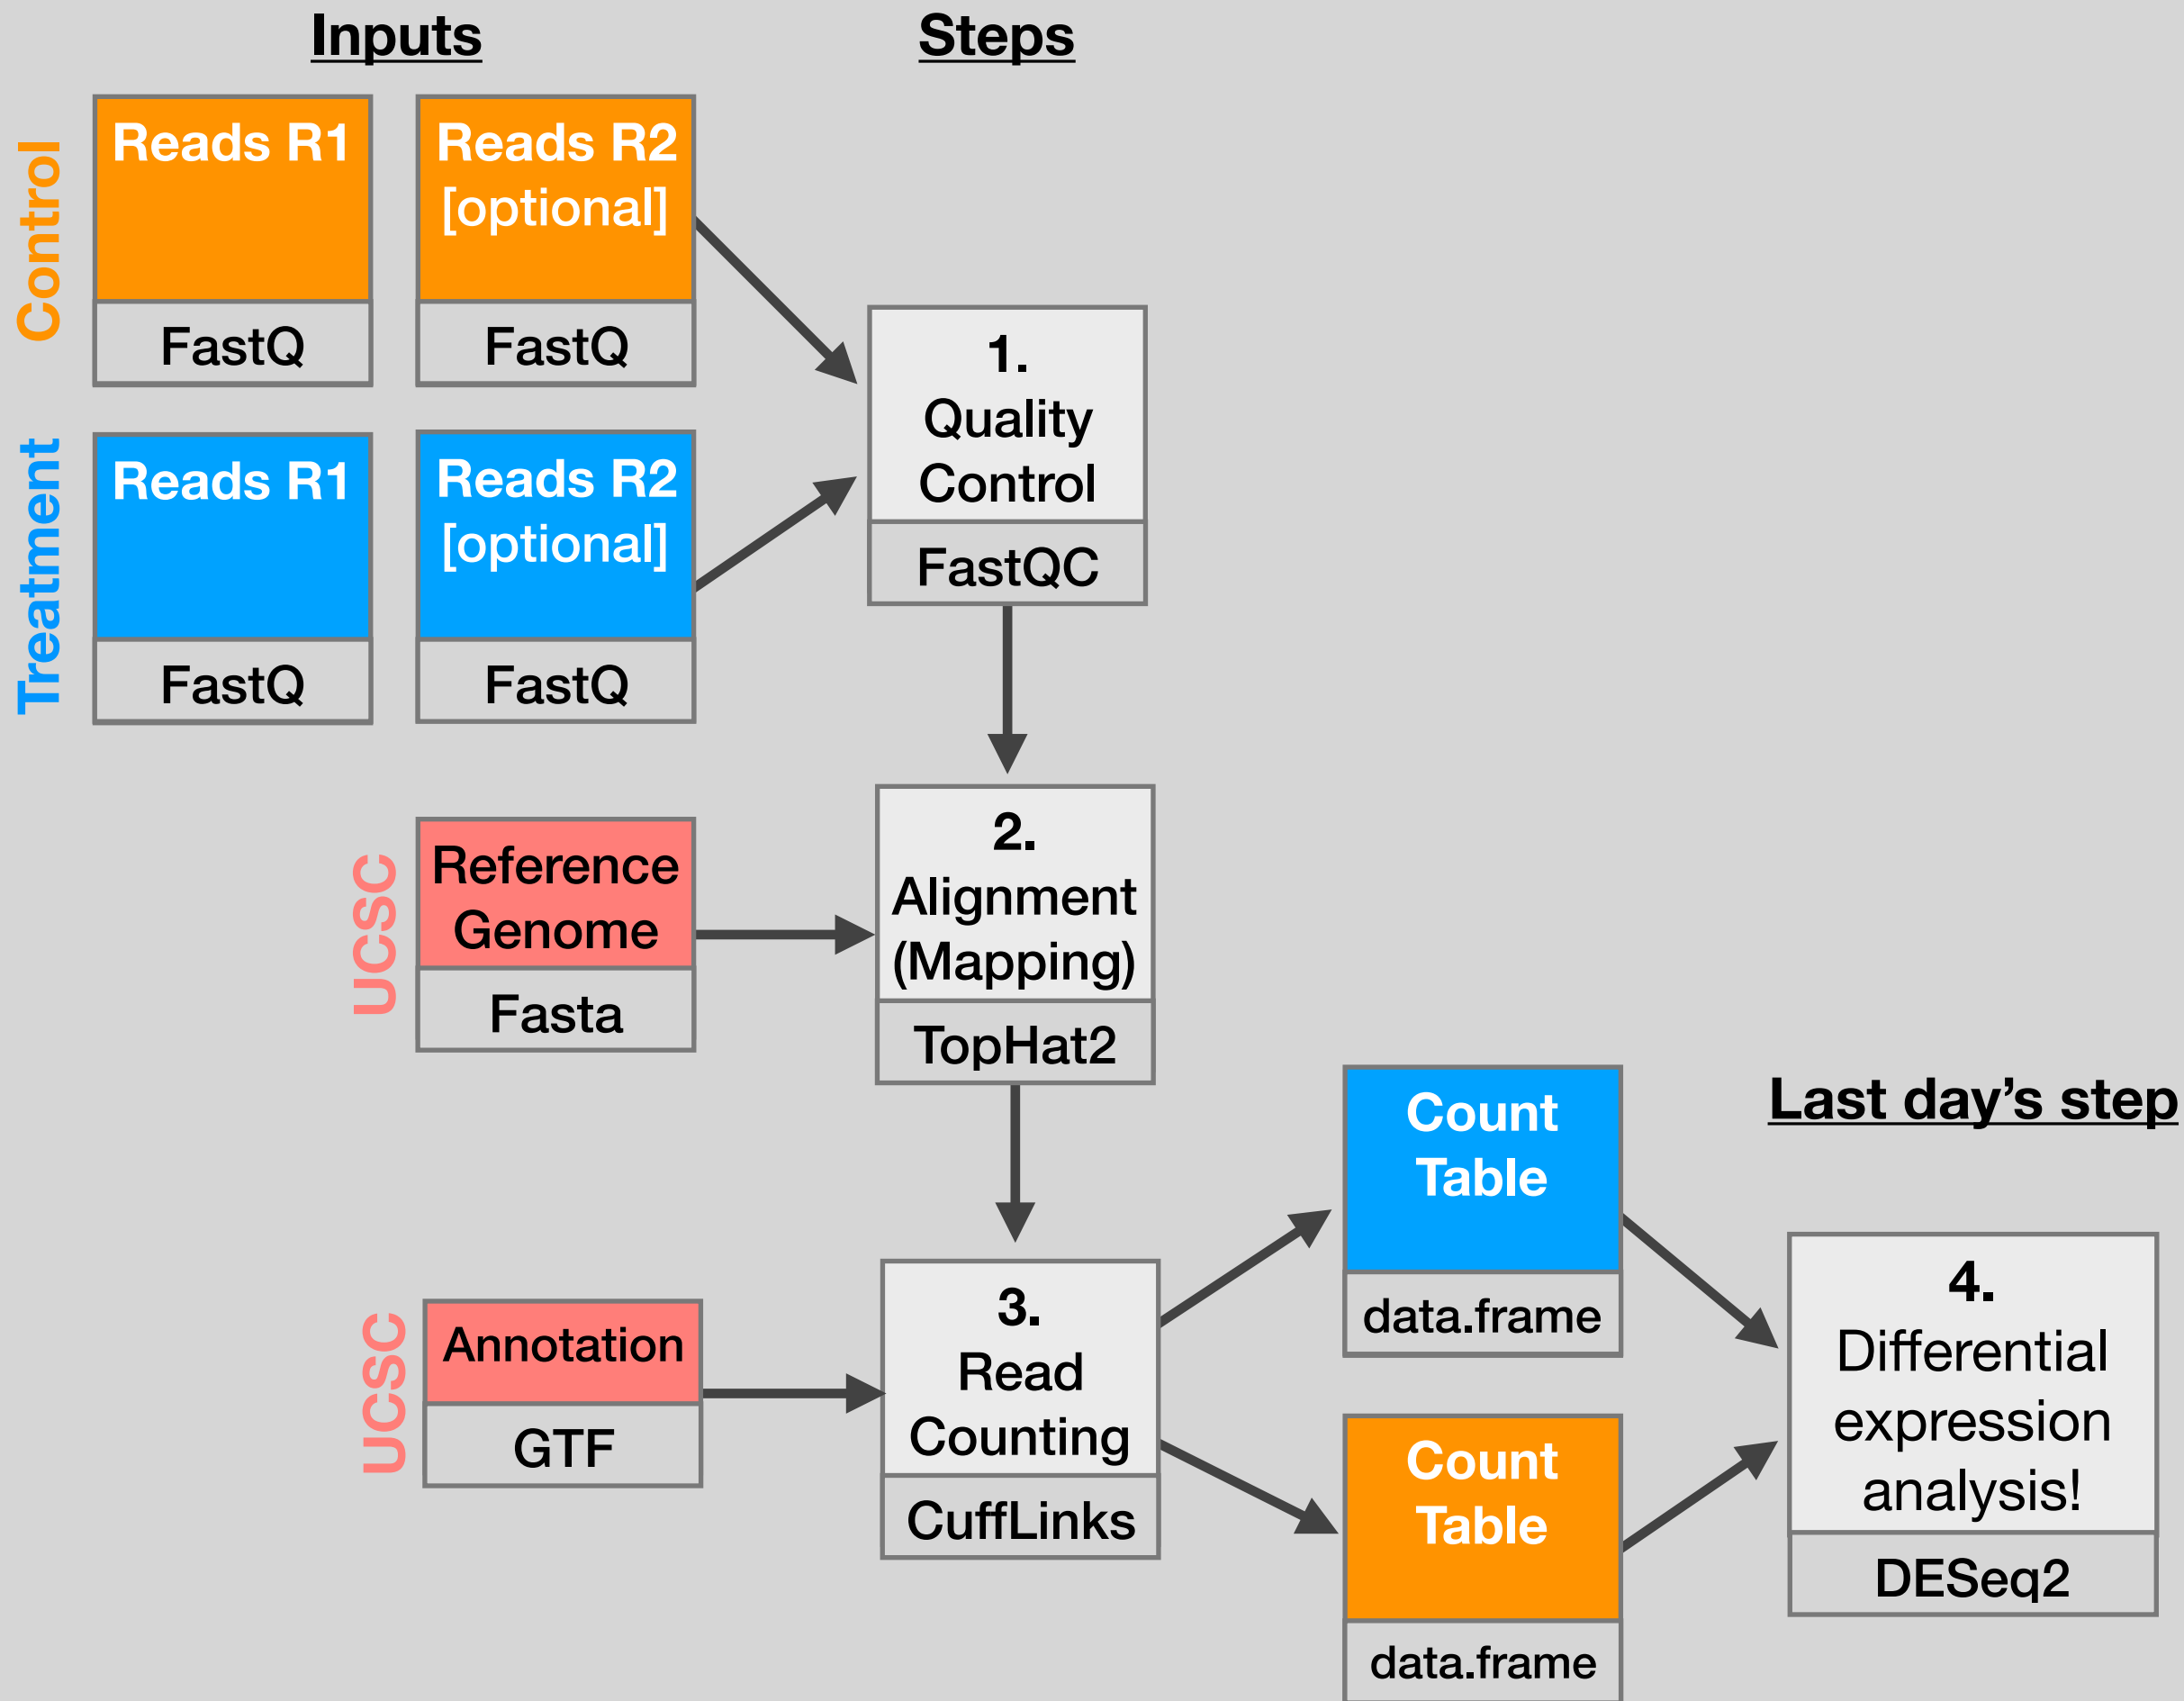 Inputs
Steps
Control
Reads R1
FastQ
Reads R2
[optional]
FastQ
Treatment
Reads R1
FastQ
Reads R2
[optional]
FastQ
1.
Quality
Control
FastQC
UCSC
Reference
Genome
Fasta
2.
Alignment
(Mapping)
TopHat2
UCSC
Annotation
GTF
3.
Read
Counting
CuffLinks
Count
Table
data.frame
Count
Table
data.frame
Last day’s step
4.
Differential
expression
analysis!
DESeq2